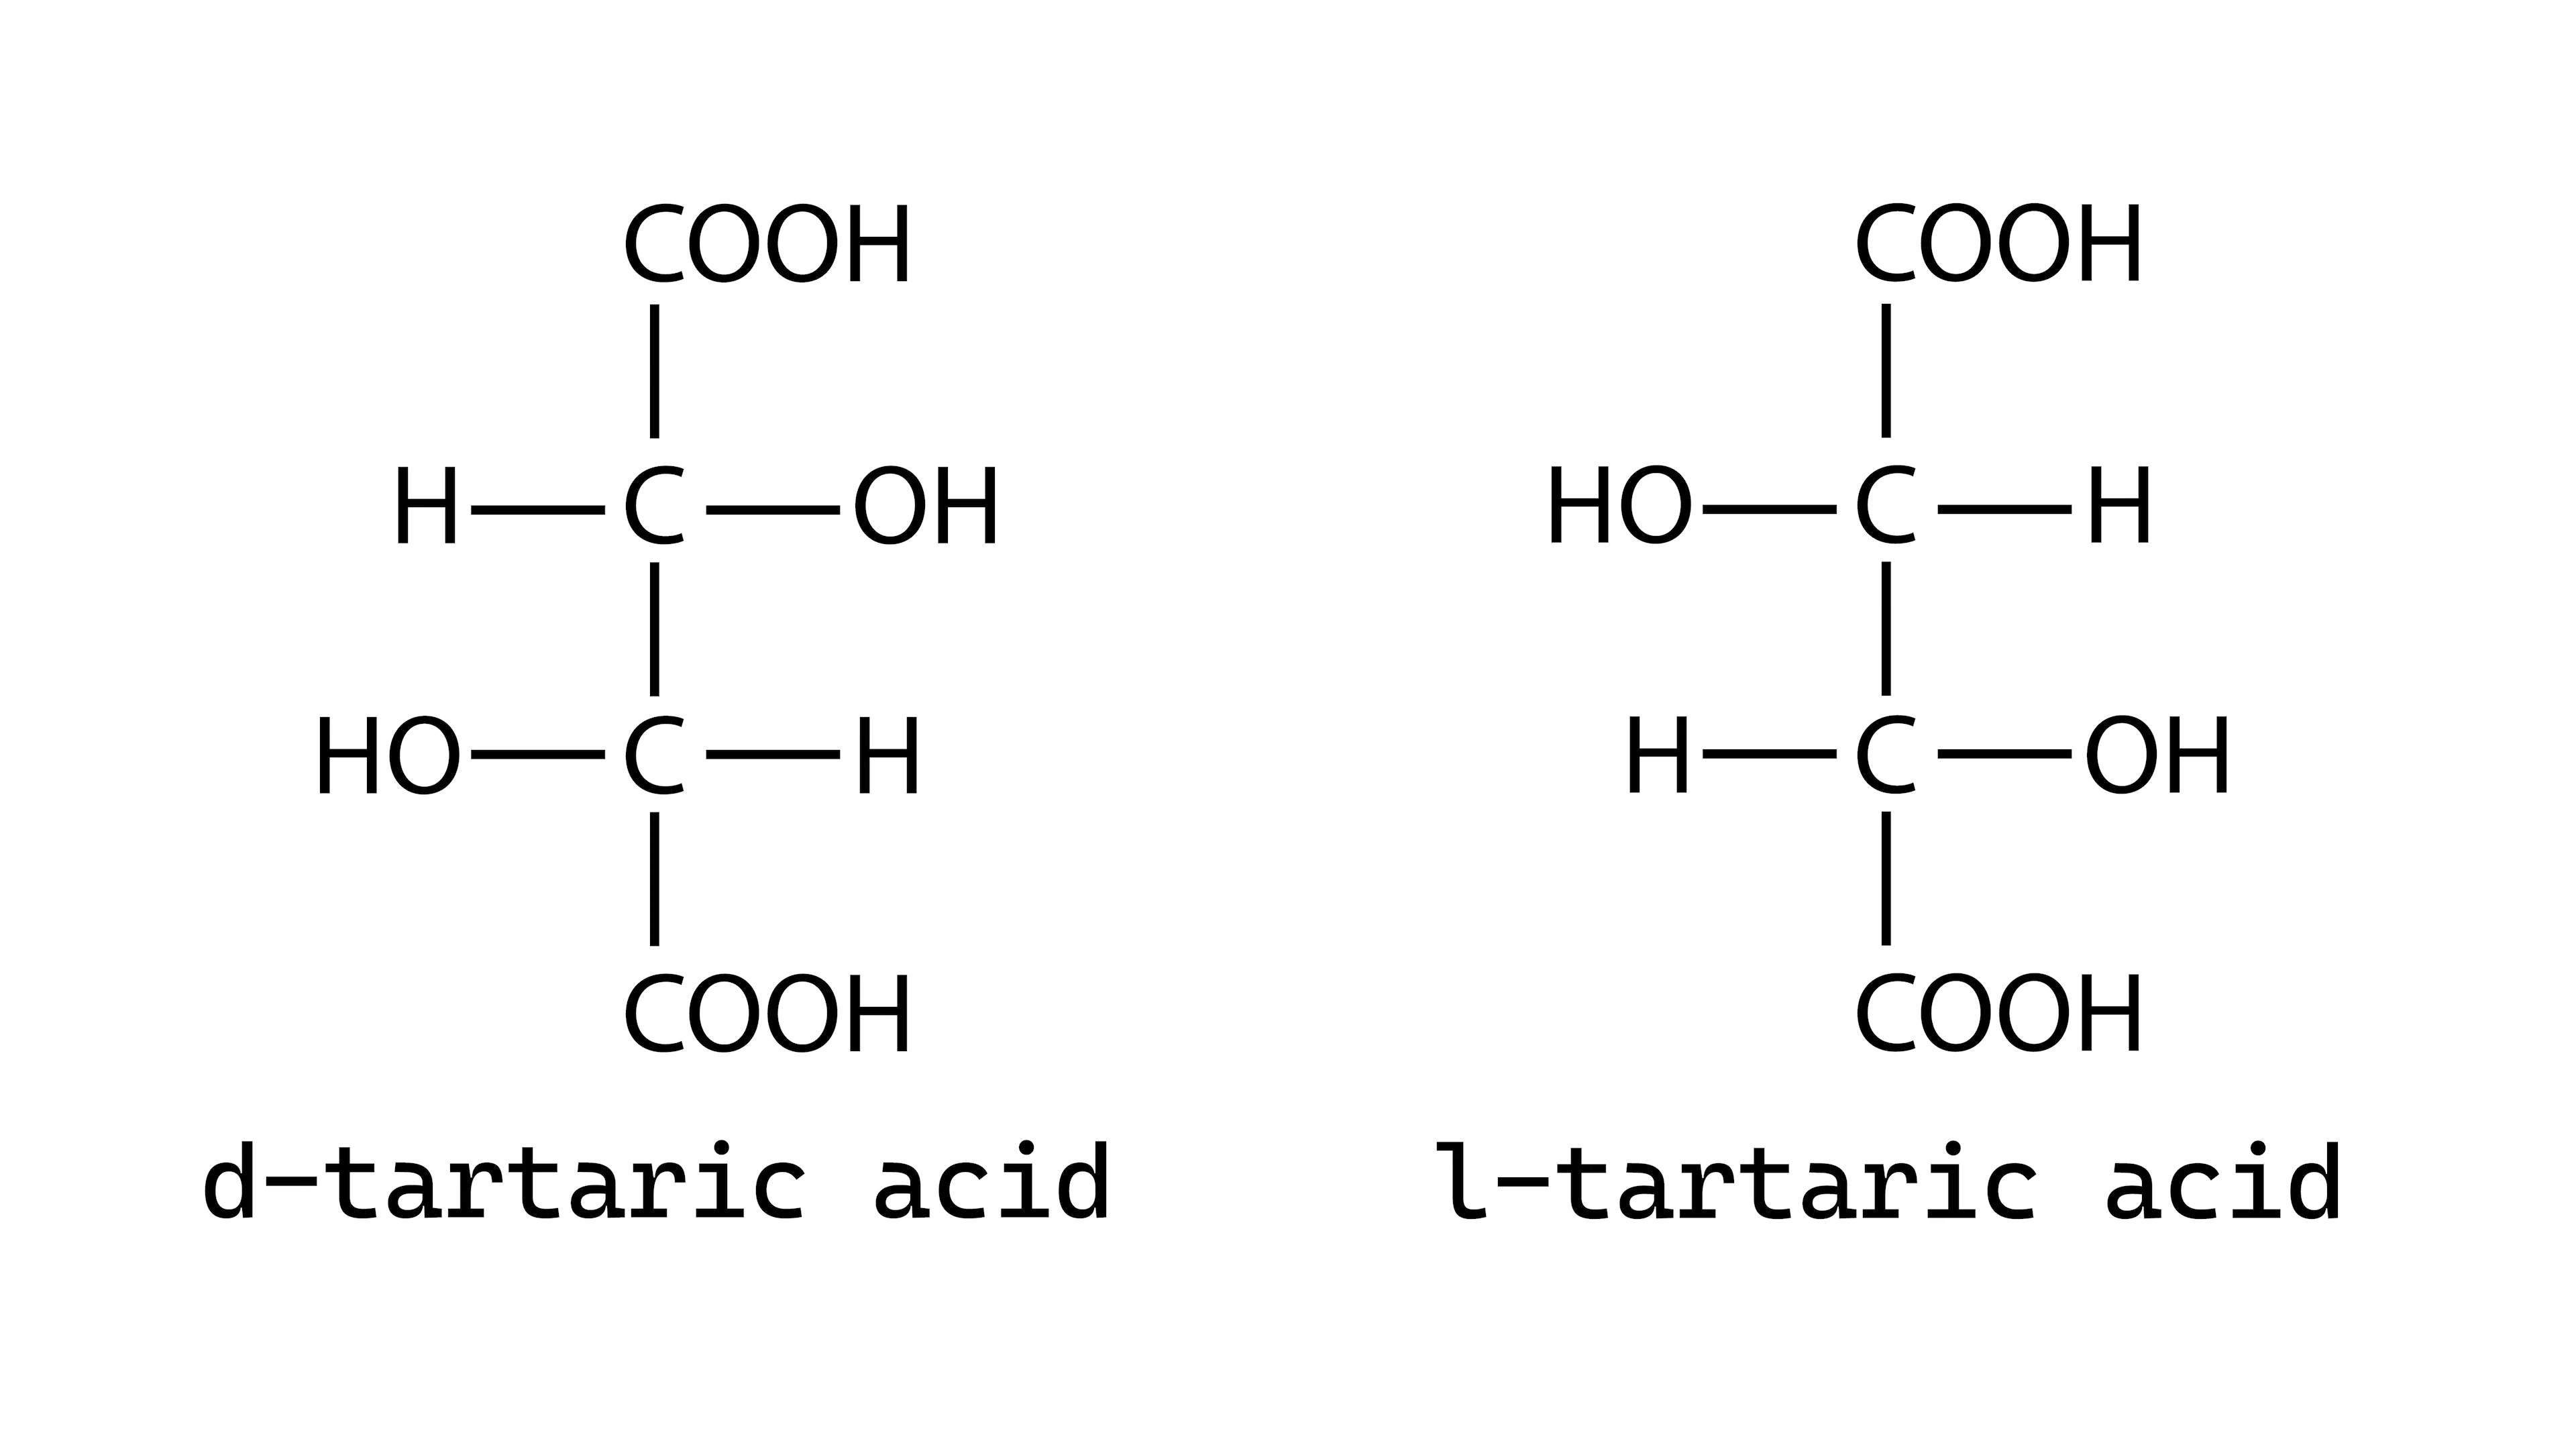 COOH
H—C—OH
HO—C—H
COOH
d-tartaric acid
COOH
HO—C—H
H—C—OH
COOH
l-tartaric acid